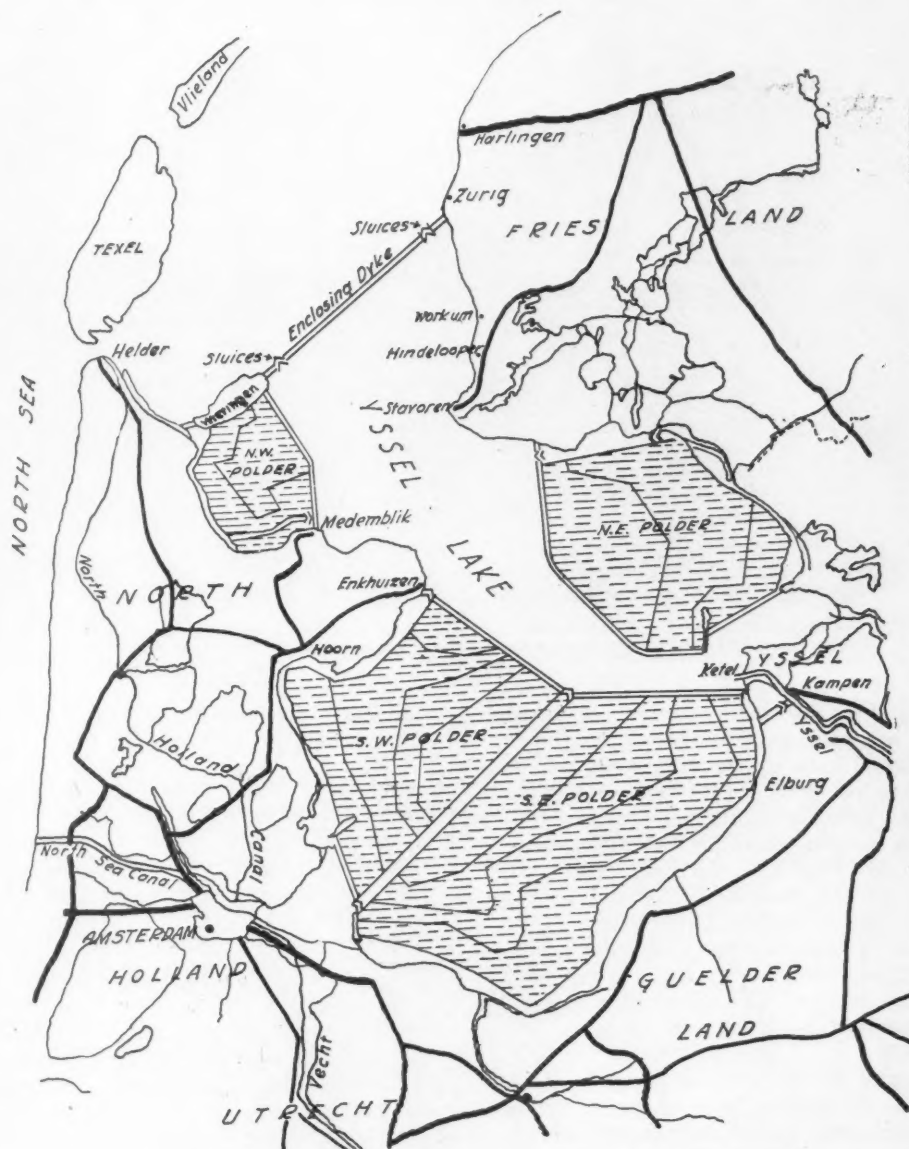 Vlieland
TEXEL
Harlingen
Zurig
Sluices
FRIES LAND
Enclosing Dyke
Workum
Hindeloopen
Sluices
Helder
Wieringen
Stavoren
N.W. POLDER
YSSEL LAKE
NORTH SEA
Medemblik
N.E. POLDER
Enkhuizen
NORTH
North Holland Canal
Hoorn
Ketel
YSSEL
Kampen
Yssel
S.W. POLDER
S.E. POLDER
Elburg
North Sea Canal
AMSTERDAM
HOLLAND
GUELDER
LAND
Vecht
UTRECHT